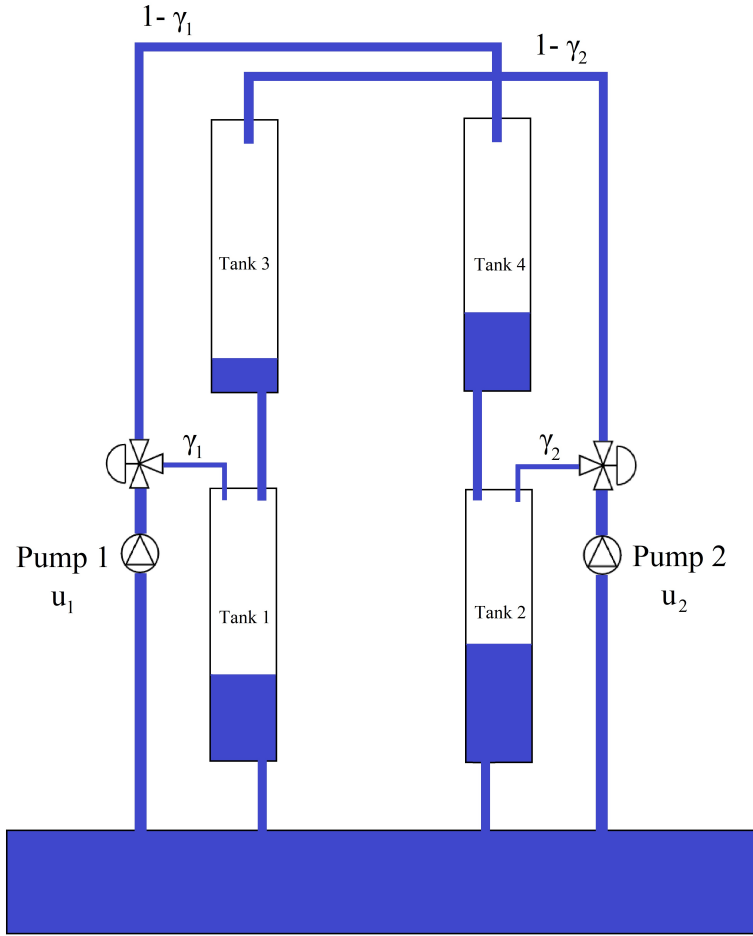 1- γ₁
1- γ₂
Tank 3
Tank 4
γ₁
γ₂
Pump 1
u₁
Pump 2
u₂
Tank 1
Tank 2